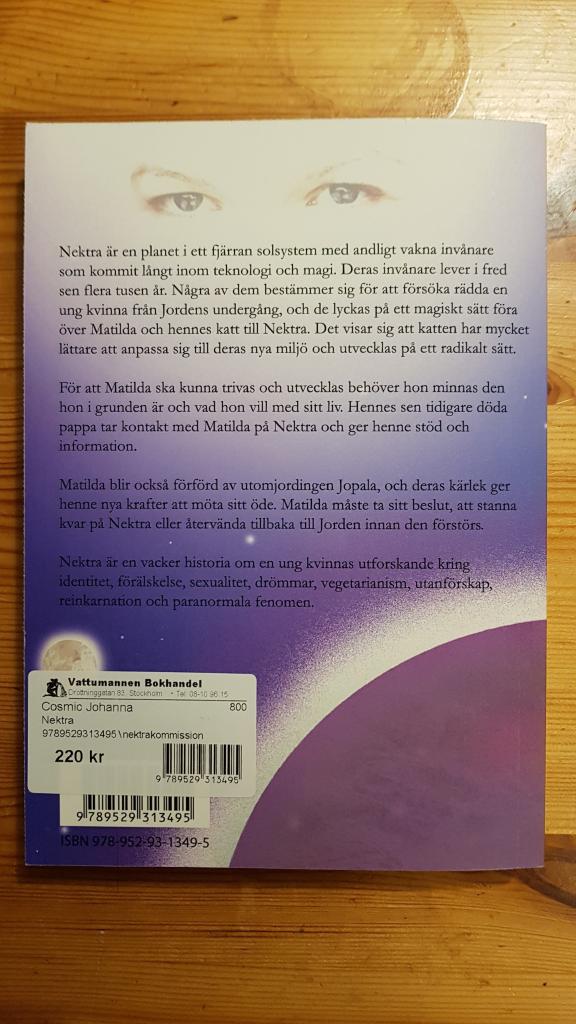 Nektra är en planet i ett fjärran solsystem med andligt vakna invånare
som kommit långt inom teknologi och magi. Deras invånare lever i fred
sen flera tusen år. Några av dem bestämmer sig för att försöka rädda en
ung kvinna från Jordens undergång, och de lyckas på ett magiskt sätt föra
över Matilda och hennes katt till Nektra. Det visar sig att katten har mycket
lättare att anpassa sig till deras nya miljö och utvecklas på ett radikalt sätt.
För att Matilda ska kunna trivas och utvecklas behöver hon minnas den
hon i grunden är och vad hon vill med sitt liv. Hennes sen tidigare döda
pappa tar kontakt med Matilda på Nektra och ger henne stöd och
information.
Matilda blir också förförd av utomjordingen Jopala, och deras kärlek ger
henne nya krafter att möta sitt öde. Matilda måste ta sitt beslut, att stanna
kvar på Nektra eller återvända tillbaka till Jorden innan den förstörs.
Nektra är en vacker historia om en ung kvinnas utforskande kring
identitet, förälskelse, sexualitet, drömmar, vegetarianism, utanförskap,
reinkarnation och paranormala fenomen.
Vattumannen Bokhandel
Drottninggatan 83, Stockholm • Tel: 08-10 96 15
Cosmic Johanna 800
Nektra
9789529313495\nektrakommission
220 kr
9 789529 313495
9 789529 313495
ISBN 978-952-93-1349-5